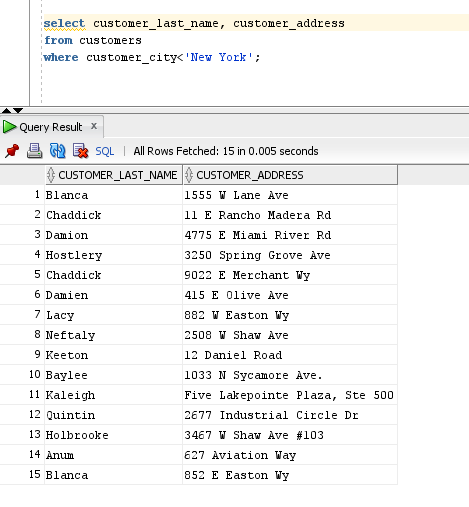 select customer_last_name, customer_address
from customers
where customer_city<'New York';
Query Result x
SQL | All Rows Fetched: 15 in 0.005 seconds
CUSTOMER_LAST_NAME CUSTOMER_ADDRESS
1 Blanca 1555 W Lane Ave
2 Chaddick 11 E Rancho Madera Rd
3 Damion 4775 E Miami River Rd
4 Hostlery 3250 Spring Grove Ave
5 Chaddick 9022 E Merchant Wy
6 Damien 415 E Olive Ave
7 Lacy 882 W Easton Wy
8 Neftaly 2508 W Shaw Ave
9 Keeton 12 Daniel Road
10 Baylee 1033 N Sycamore Ave.
11 Kaleigh Five Lakepointe Plaza, Ste 500
12 Quintin 2677 Industrial Circle Dr
13 Holbrooke 3467 W Shaw Ave #103
14 Anum 627 Aviation Way
15 Blanca 852 E Easton Wy